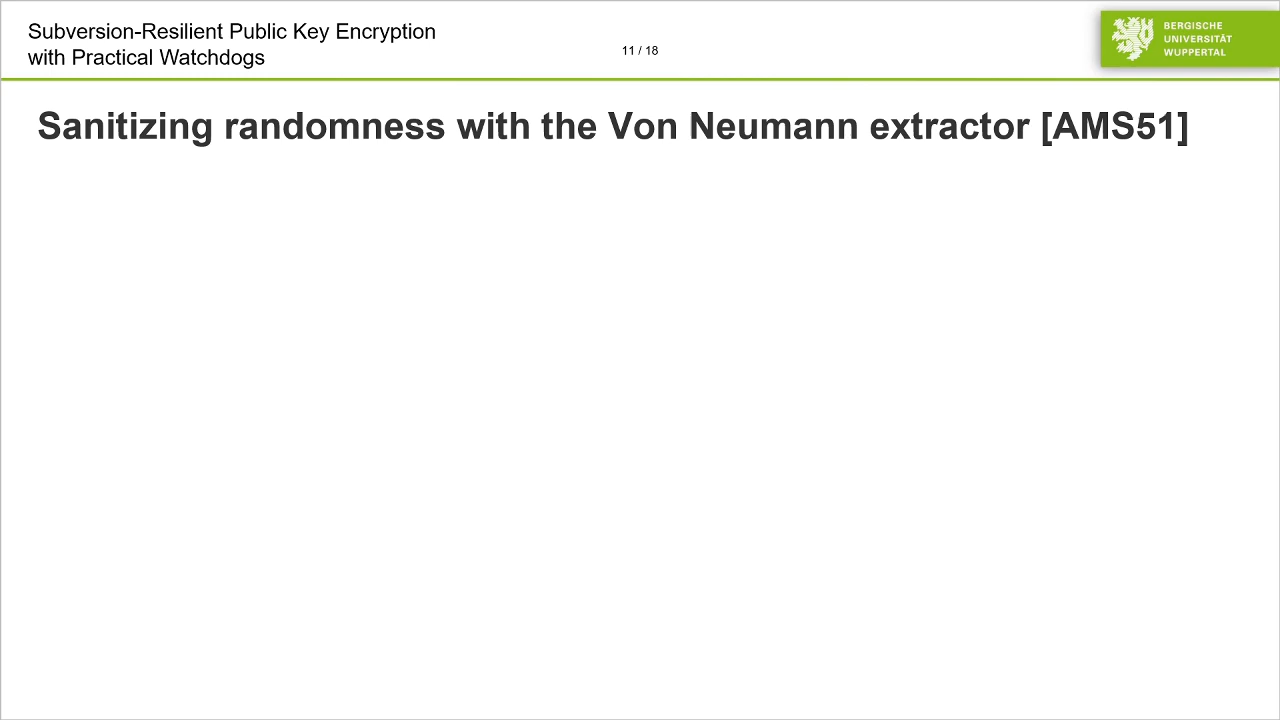 Subversion-Resilient Public Key Encryption
with Practical Watchdogs
11 / 18
BERGISCHE
UNIVERSITÄT
WUPPERTAL
Sanitizing randomness with the Von Neumann extractor [AMS51]